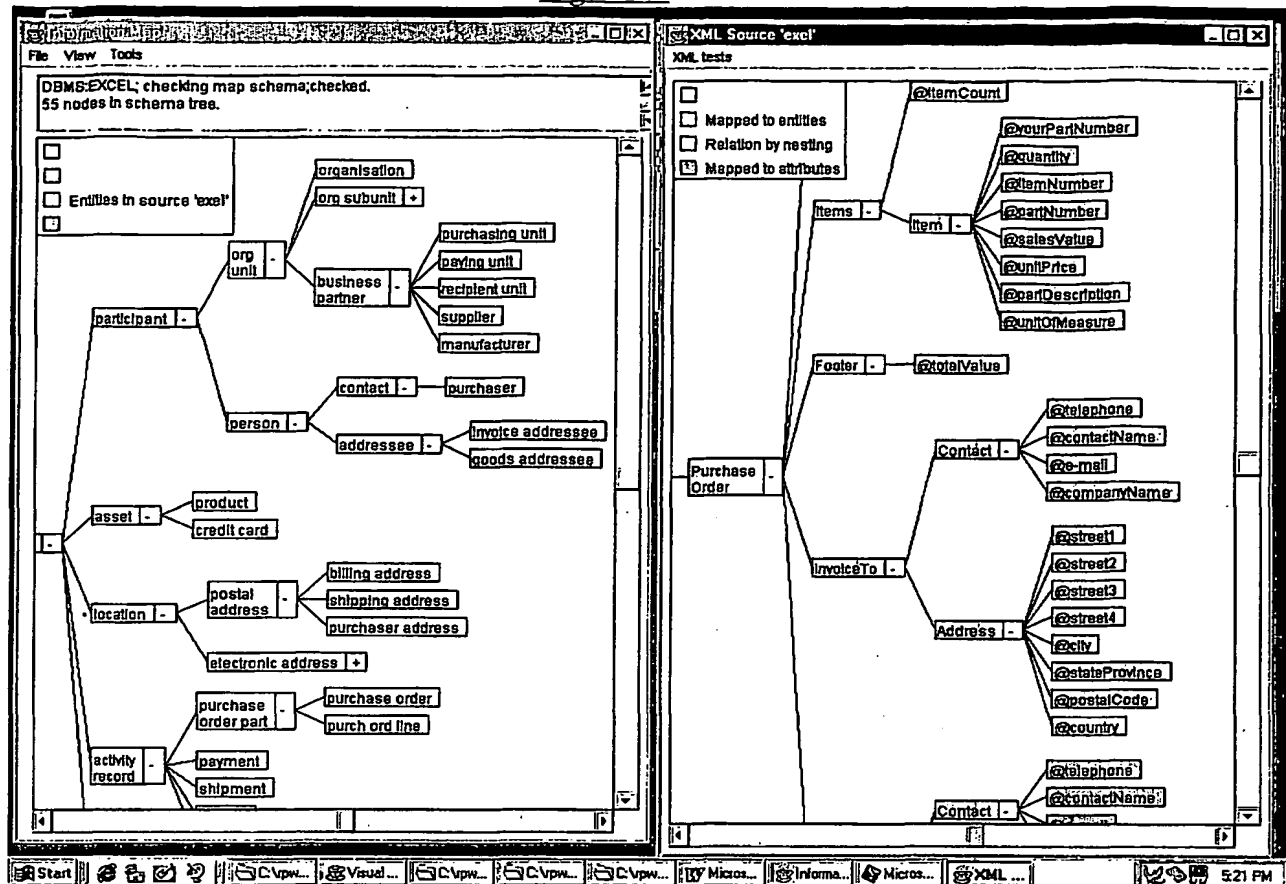 InformationMap
File View Tools
DBMS:EXCEL; checking map schema;checked.
55 nodes in schema tree.
Entities in source 'exel'
organisation
org subunit +
org
unit -
purchasing unit
paying unit
business
partner -
recipient unit
supplier
manufacturer
participant -
contact -
purchaser
person -
addressee -
invoice addressee
goods addressee
asset -
product
credit card
-
location -
postal
address -
billing address
shipping address
purchaser address
electronic address +
purchase
order part -
purchase order
purch ord line
activity
record -
payment
shipment
XML Source 'exel'
XML tests
Mapped to entities
Relation by nesting
Mapped to attributes
@itemCount
@yourPartNumber
@quantity
@itemNumber
Items -
Item -
@partNumber
@salesValue
@unitPrice
@partDescription
@unitOfMeasure
Footer -
@totalValue
Purchase
Order -
Contact -
@telephone
@contactName
@e-mail
@companyName
InvoiceTo -
Address -
@street1
@street2
@street3
@street4
@city
@stateProvince
@postalCode
@country
Contact -
@telephone
@contactName
Start
C:\rpw...
Visual ...
C:\rpw...
C:\rpw...
C:\rpw...
Micros...
Informa...
Micros...
XML ...
5:21 PM